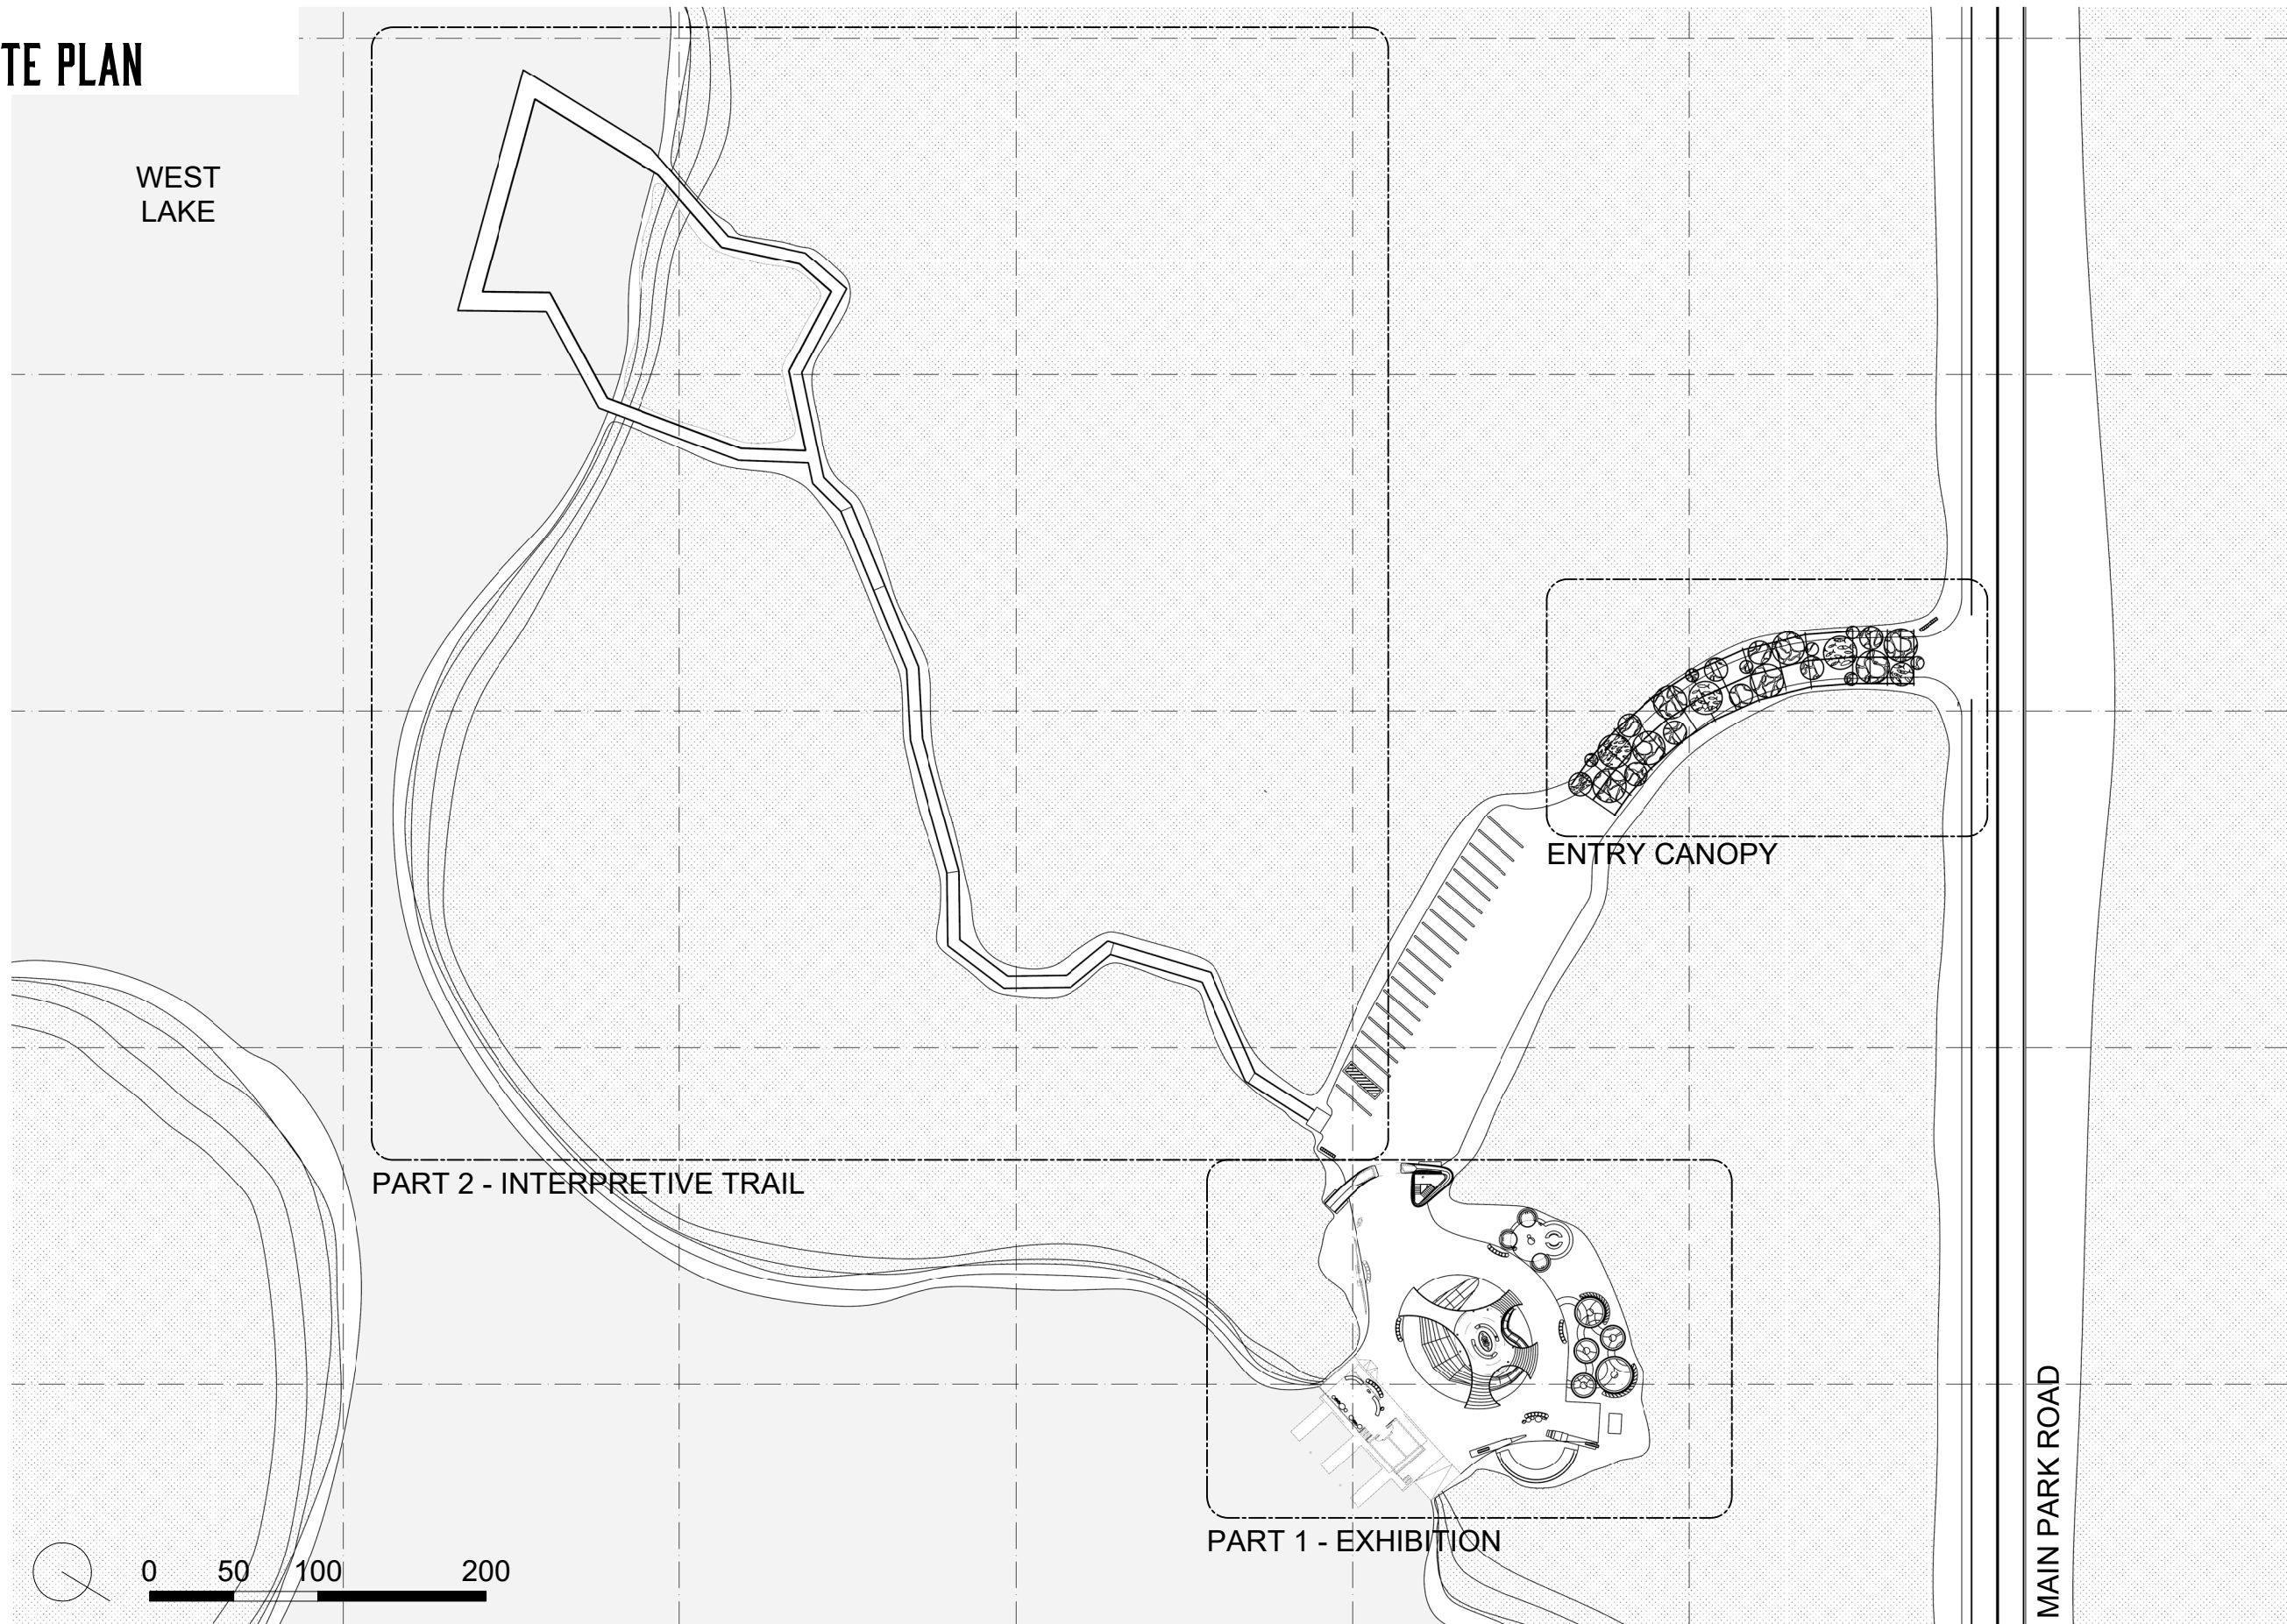 TE PLAN
WEST
LAKE
ENTRY CANOPY
PART 2 - INTERPRETIVE TRAIL
PART 1 - EXHIBITION
MAIN PARK ROAD
0 50 100 200